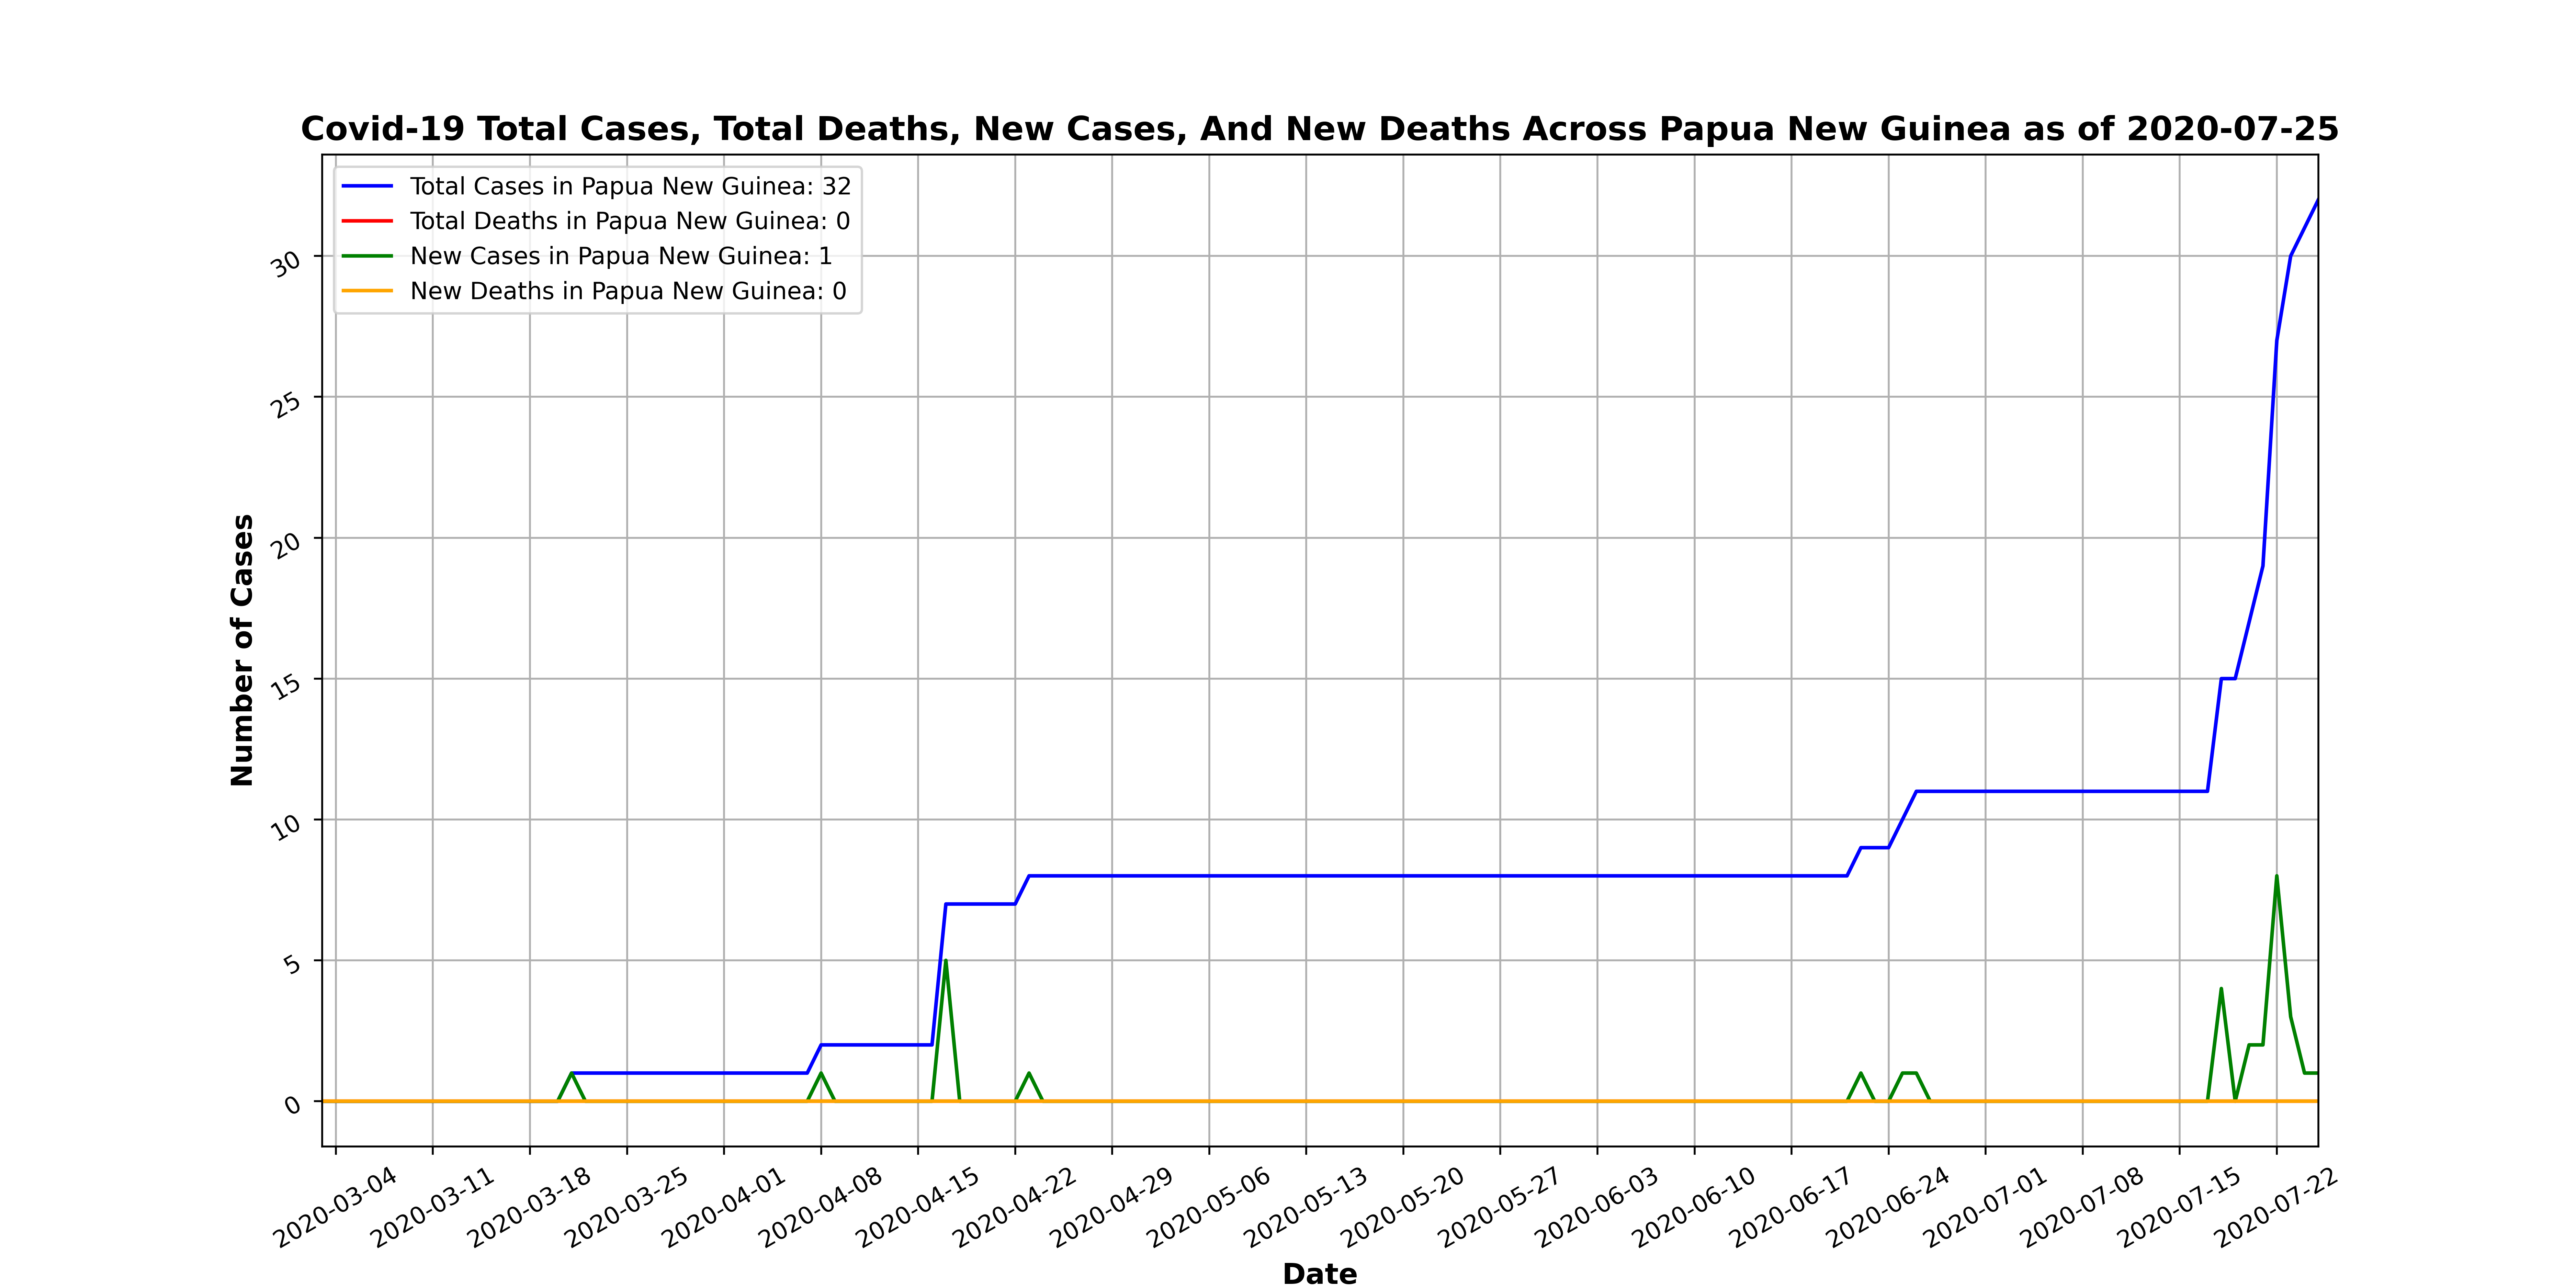 Covid-19 Total Cases, Total Deaths, New Cases, And New Deaths Across Papua New Guinea as of 2020-07-25
Total Cases in Papua New Guinea: 32
Total Deaths in Papua New Guinea: 0
New Cases in Papua New Guinea: 1
New Deaths in Papua New Guinea: 0
Number of Cases
30
25
20
15
10
5
0
2020-03-04 2020-03-11 2020-03-18 2020-03-25 2020-04-01 2020-04-08 2020-04-15 2020-04-22 2020-04-29 2020-05-06 2020-05-13 2020-05-20 2020-05-27 2020-06-03 2020-06-10 2020-06-17 2020-06-24 2020-07-01 2020-07-08 2020-07-15 2020-07-22
Date